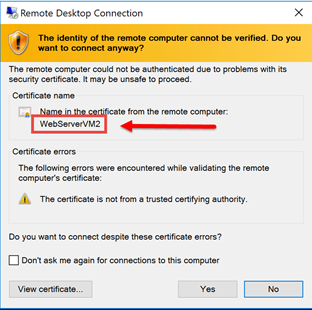 Remote Desktop Connection
The identity of the remote computer cannot be verified. Do you
want to connect anyway?
The remote computer could not be authenticated due to problems with its
security certificate. It may be unsafe to proceed.
Certificate name
Name in the certificate from the remote computer:
WebServerVM2
Certificate errors
The following errors were encountered while validating the remote
computer's certificate:
The certificate is not from a trusted certifying authority.
Do you want to connect despite these certificate errors?
Don't ask me again for connections to this computer
View certificate... Yes No